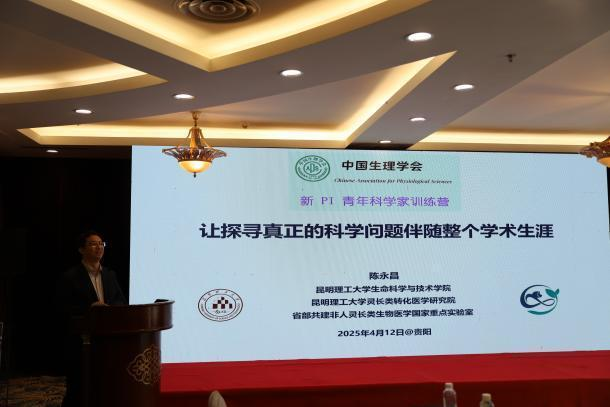 中国生理学会
Chinese Association for Physiological Sciences
新 PI 青年科学家训练营
让探寻真正的科学问题伴随整个学术生涯
陈永昌
昆明理工大学生命科学与技术学院
昆明理工大学灵长类转化医学研究院
省部共建非人灵长类生物医学国家重点实验室
2025年4月12日@贵阳